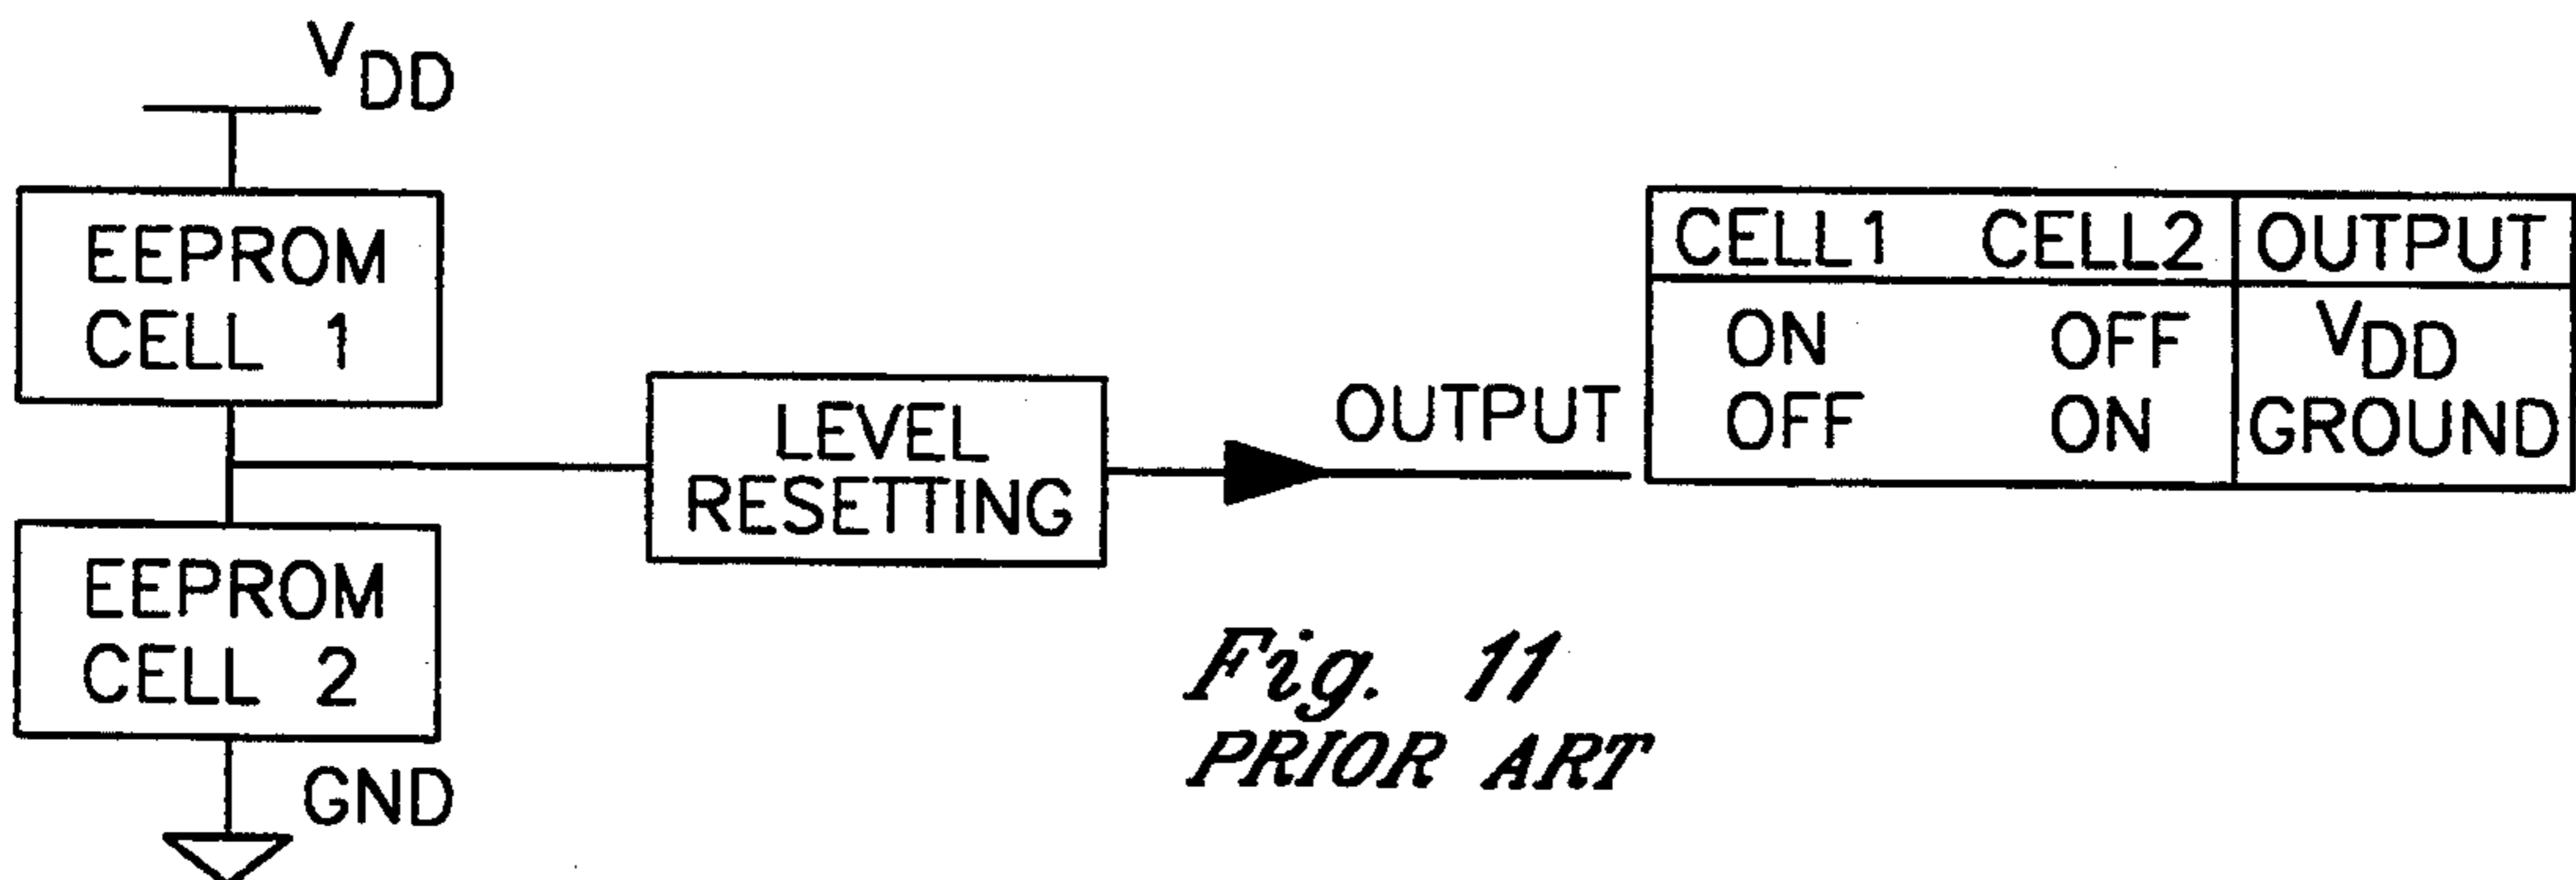 VDD
EEPROM
CELL 1
EEPROM
CELL 2
GND
LEVEL
RESETTING
OUTPUT
CELL1 CELL2 OUTPUT
ON OFF VDD
OFF ON GROUND
Fig. 11
PRIOR ART